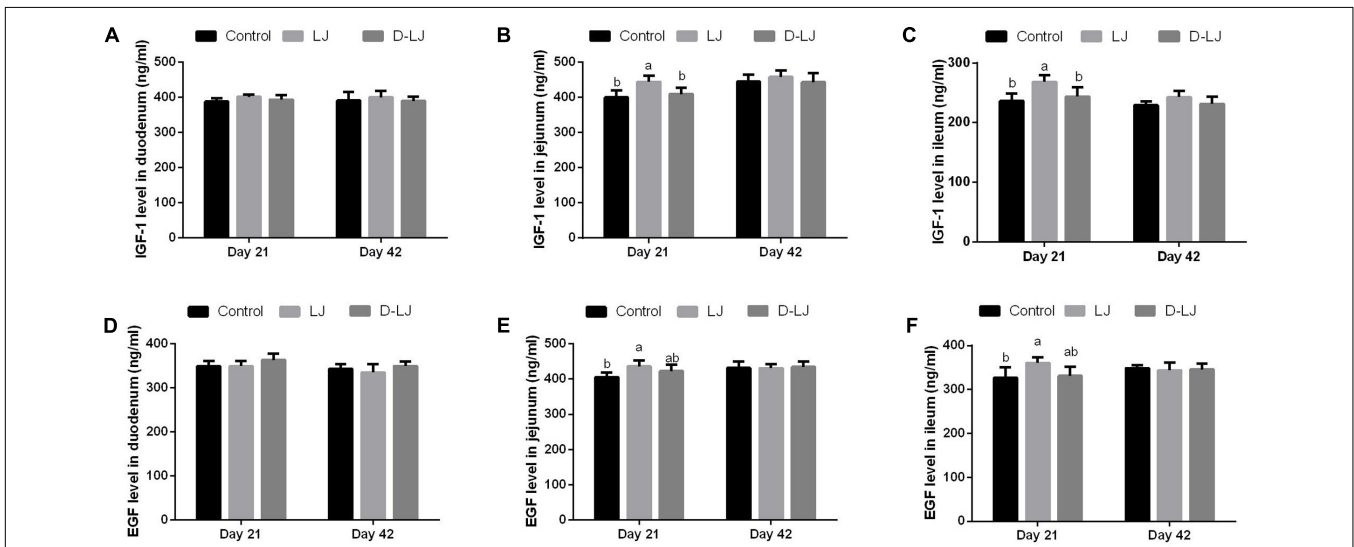 A
Control LJ D-LJ
IGF-1 level in duodenum (ng/ml)
500
400
300
200
100
0
Day 21 Day 42
B
Control LJ D-LJ
IGF-1 level in jejunum (ng/ml)
500
400
300
200
100
0
b a b
Day 21 Day 42
C
Control LJ D-LJ
IGF-1 level in ileum (ng/ml)
300
200
100
0
b a b
Day 21 Day 42
D
Control LJ D-LJ
EGF level in duodenum (ng/ml)
400
300
200
100
0
Day 21 Day 42
E
Control LJ D-LJ
EGF level in jejunum (ng/ml)
500
400
300
200
100
0
b a ab
Day 21 Day 42
F
Control LJ D-LJ
EGF level in ileum (ng/ml)
400
300
200
100
0
b a ab
Day 21 Day 42